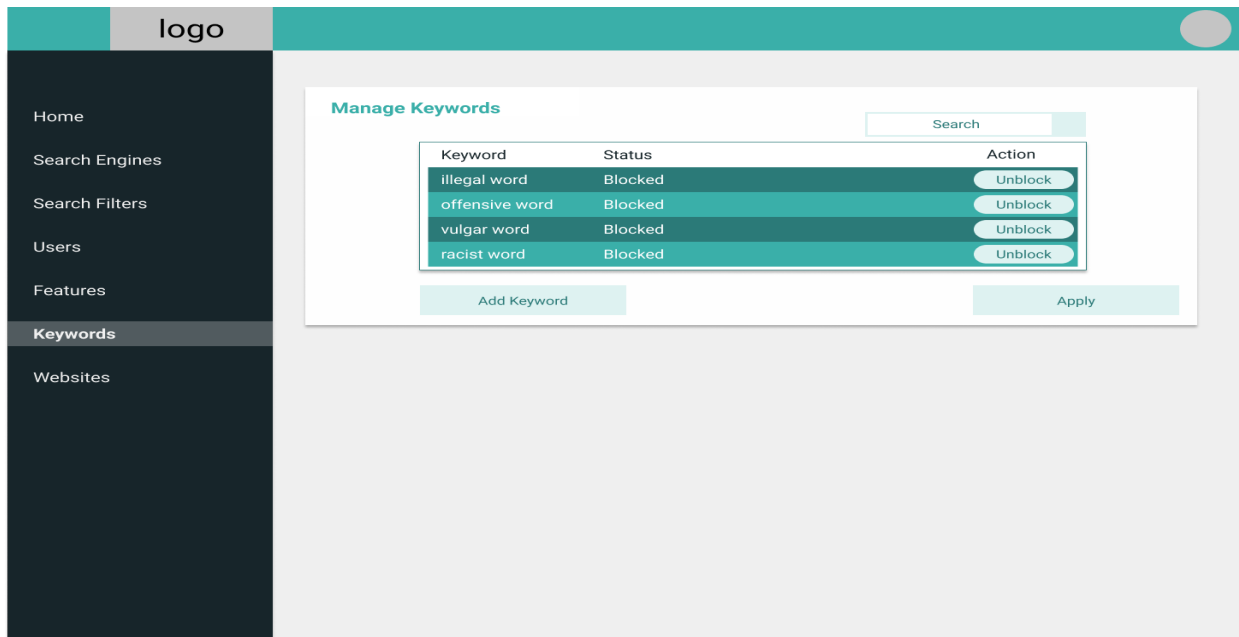 logo
Home
Search Engines
Search Filters
Users
Features
Keywords
Websites
Manage Keywords
Search
Keyword Status Action
illegal word Blocked Unblock
offensive word Blocked Unblock
vulgar word Blocked Unblock
racist word Blocked Unblock
Add Keyword Apply